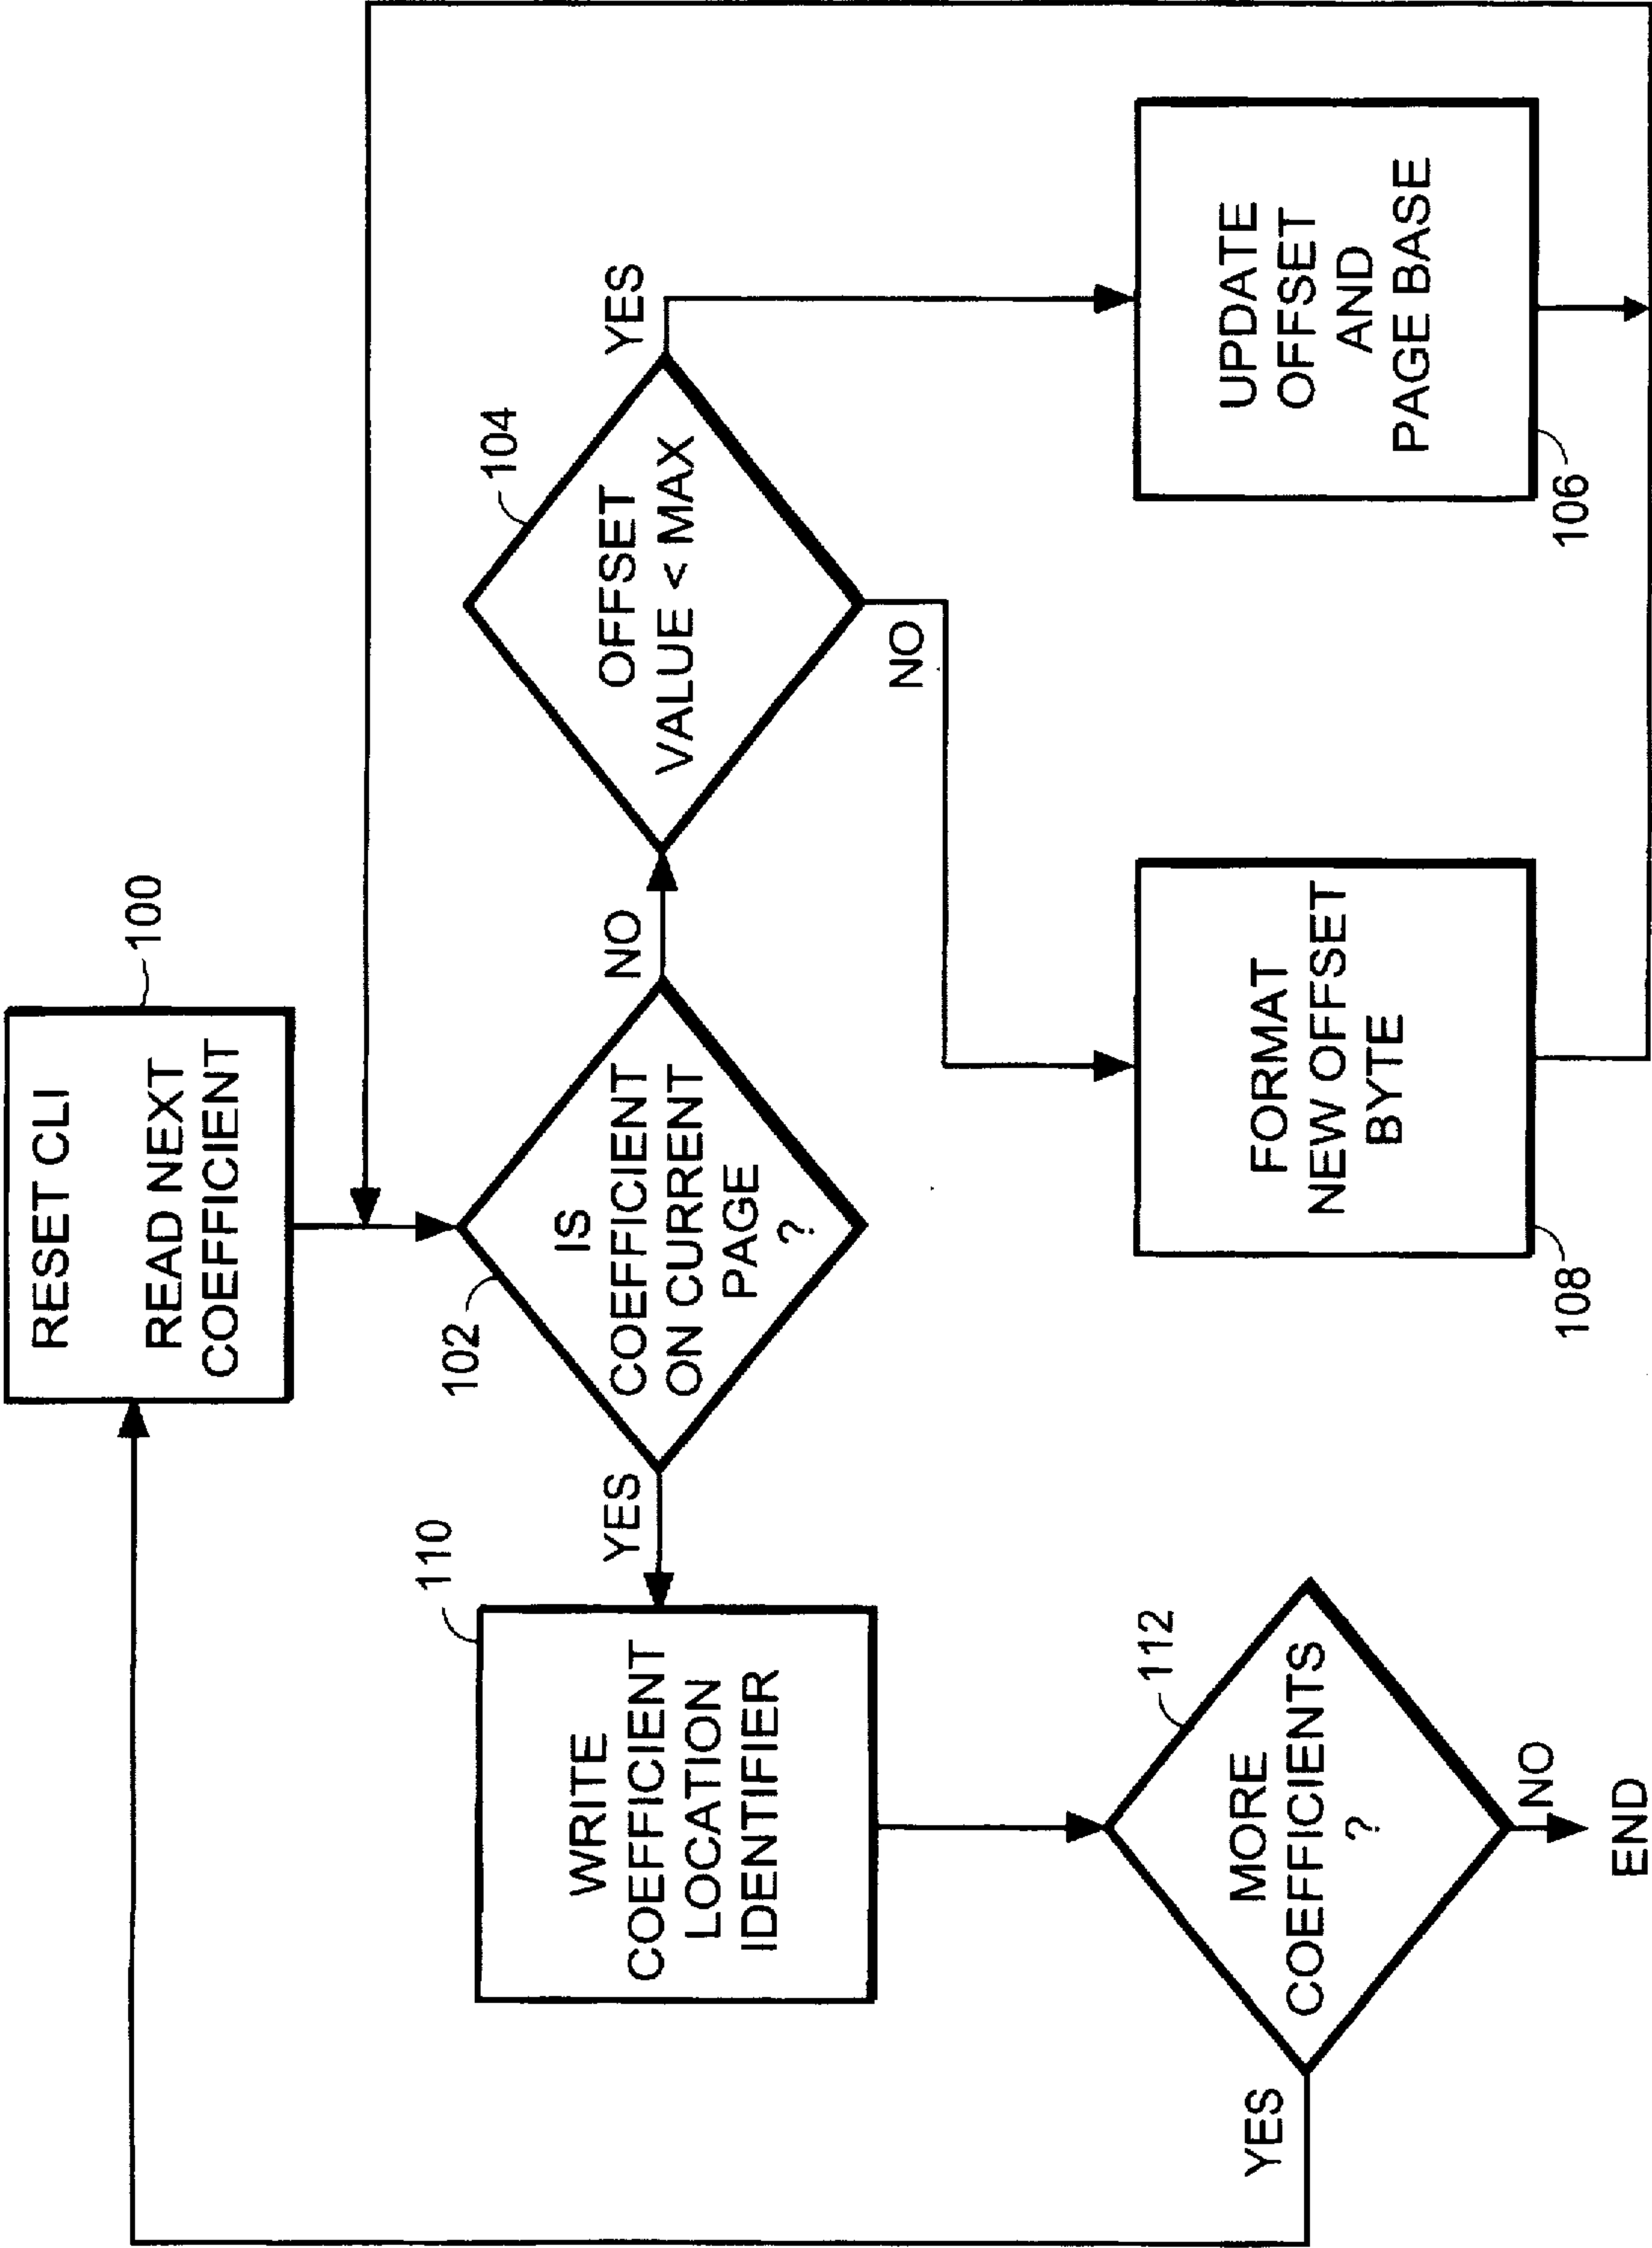 RESET CLI
READ NEXT
COEFFICIENT
100
IS
COEFFICIENT
ON CURRENT
PAGE
?
102
YES
NO
OFFSET
VALUE < MAX
104
YES
NO
WRITE
COEFFICIENT
LOCATION
IDENTIFIER
110
MORE
COEFFICIENTS
?
112
YES
NO
END
FORMAT
NEW OFFSET
BYTE
108
UPDATE
OFFSET
AND
PAGE BASE
106